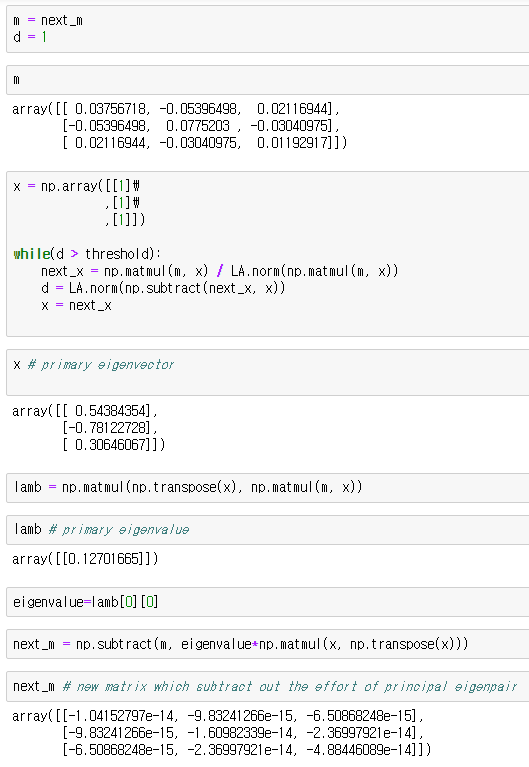 m = next_m
d = 1
m
array([[ 0.03756718, -0.05396498,  0.02116944],
[-0.05396498,  0.0775203 , -0.03040975],
[ 0.02116944, -0.03040975,  0.01192917]])
x = np.array([[1]₩
,[1]₩
,[1]])
while(d > threshold):
next_x = np.matmul(m, x) / LA.norm(np.matmul(m, x))
d = LA.norm(np.subtract(next_x, x))
x = next_x
x # primary eigenvector
array([[ 0.54384354],
[-0.78122728],
[ 0.30646067]])
lamb = np.matmul(np.transpose(x), np.matmul(m, x))
lamb # primary eigenvalue
array([[0.12701665]])
eigenvalue=lamb[0][0]
next_m = np.subtract(m, eigenvalue*np.matmul(x, np.transpose(x)))
next_m # new matrix which subtract out the effort of principal eigenpair
array([[-1.04152797e-14, -9.83241266e-15, -6.50868248e-15],
[-9.83241266e-15, -1.60982339e-14, -2.36997921e-14],
[-6.50868248e-15, -2.36997921e-14, -4.88446089e-14]])